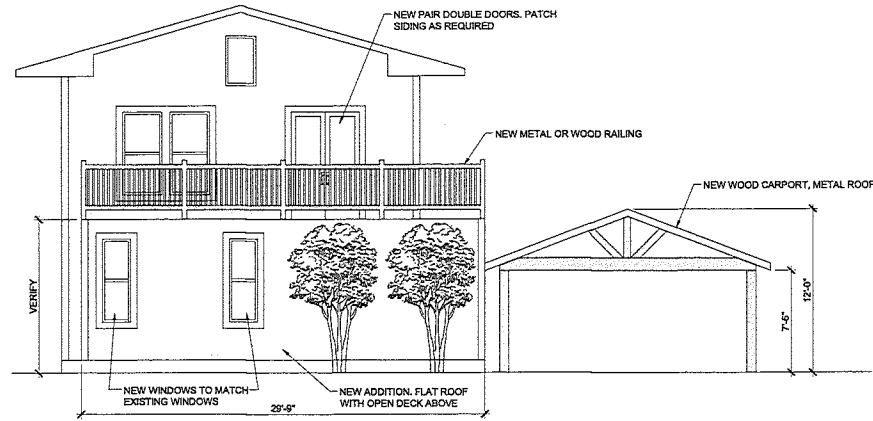 NEW PAIR DOUBLE DOORS. PATCH
SIDING AS REQUIRED
NEW METAL OR WOOD RAILING
NEW WOOD CARPORT, METAL ROOF
VERIFY
12'-0"
7'-6"
NEW WINDOWS TO MATCH
EXISTING WINDOWS
NEW ADDITION. FLAT ROOF
WITH OPEN DECK ABOVE
29'-9"